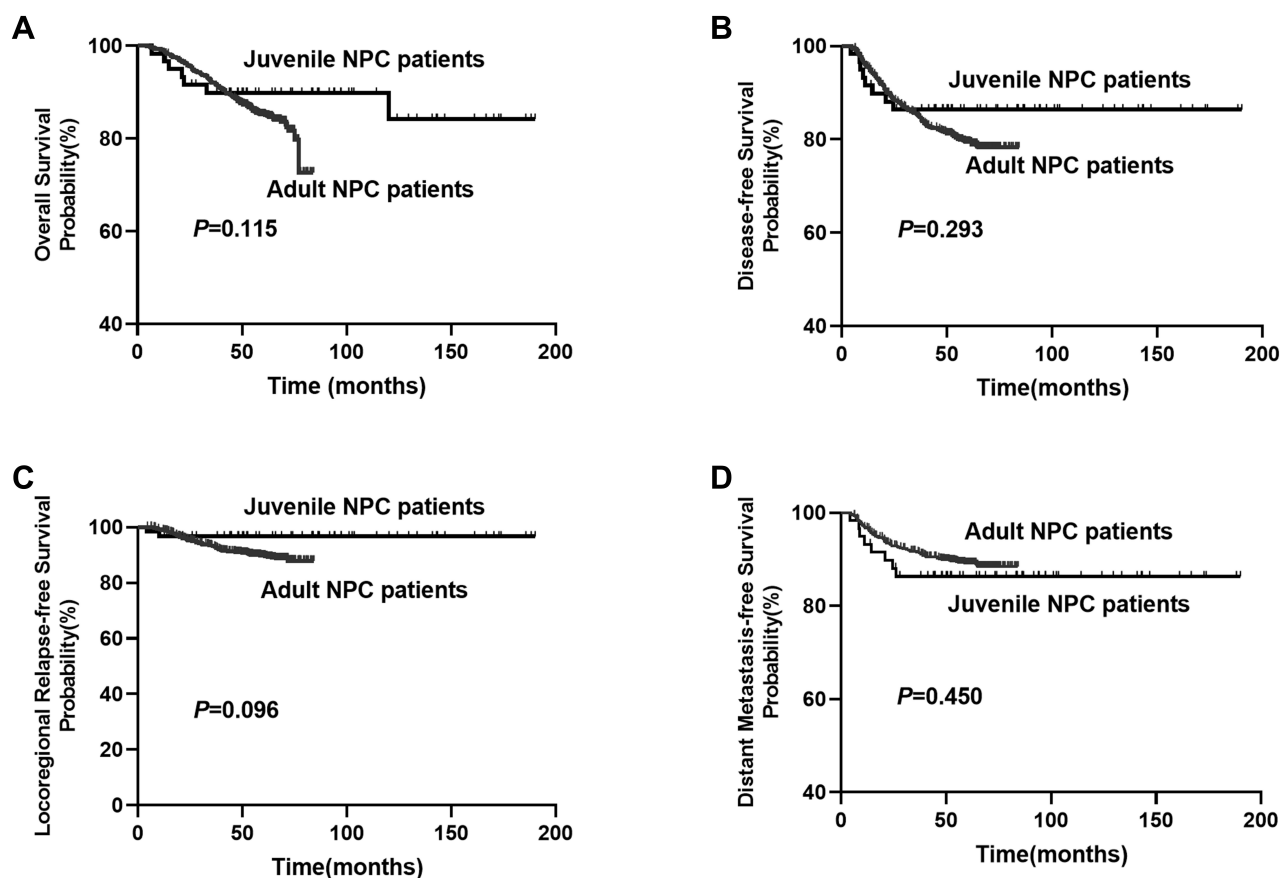 A
Overall Survival
Probability(%)
100
80
60
40
Juvenile NPC patients
Adult NPC patients
P=0.115
0 50 100 150 200
Time (months)
B
Disease-free Survival
Probability(%)
100
80
60
40
Juvenile NPC patients
Adult NPC patients
P=0.293
0 50 100 150 200
Time(months)
C
Locoregional Relapse-free Survival
Probability(%)
100
80
60
40
20
0
Juvenile NPC patients
Adult NPC patients
P=0.096
0 50 100 150 200
Time(months)
D
Distant Metastasis-free Survival
Probability(%)
100
80
60
40
Adult NPC patients
Juvenile NPC patients
P=0.450
0 50 100 150 200
Time(months)